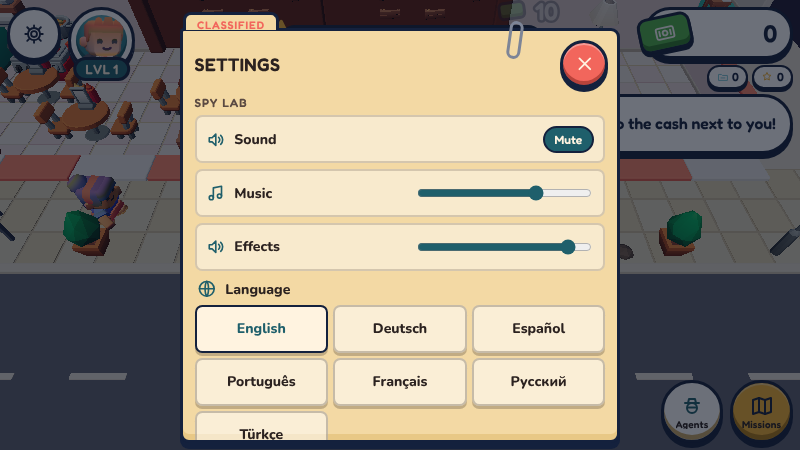 CLASSIFIED
10
0
SETTINGS
LVL 1
SPY LAB
0
0
Sound
Mute
the cash next to you!
Music
Effects
Language
English
Deutsch
Español
Português
Français
Русский
Türkçe
Agents
Missions